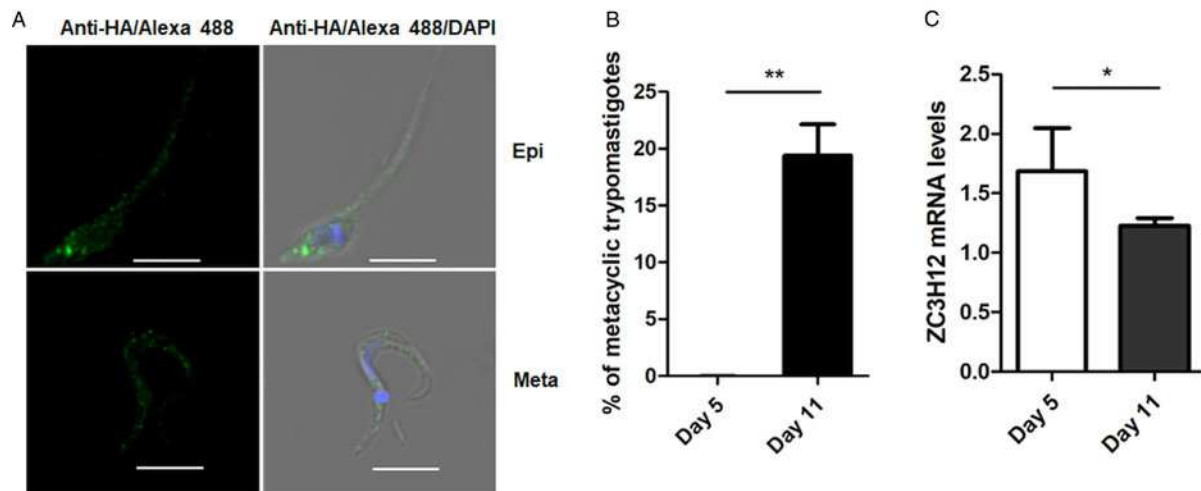 A
Anti-HA/Alexa 488
Anti-HA/Alexa 488/DAPI
Epi
Meta
B
% of metacyclic trypomastigotes
25
20
15
10
5
0
**
Day 5
Day 11
C
ZC3H12 mRNA levels
2.5
2.0
1.5
1.0
0.5
0.0
*
Day 5
Day 11